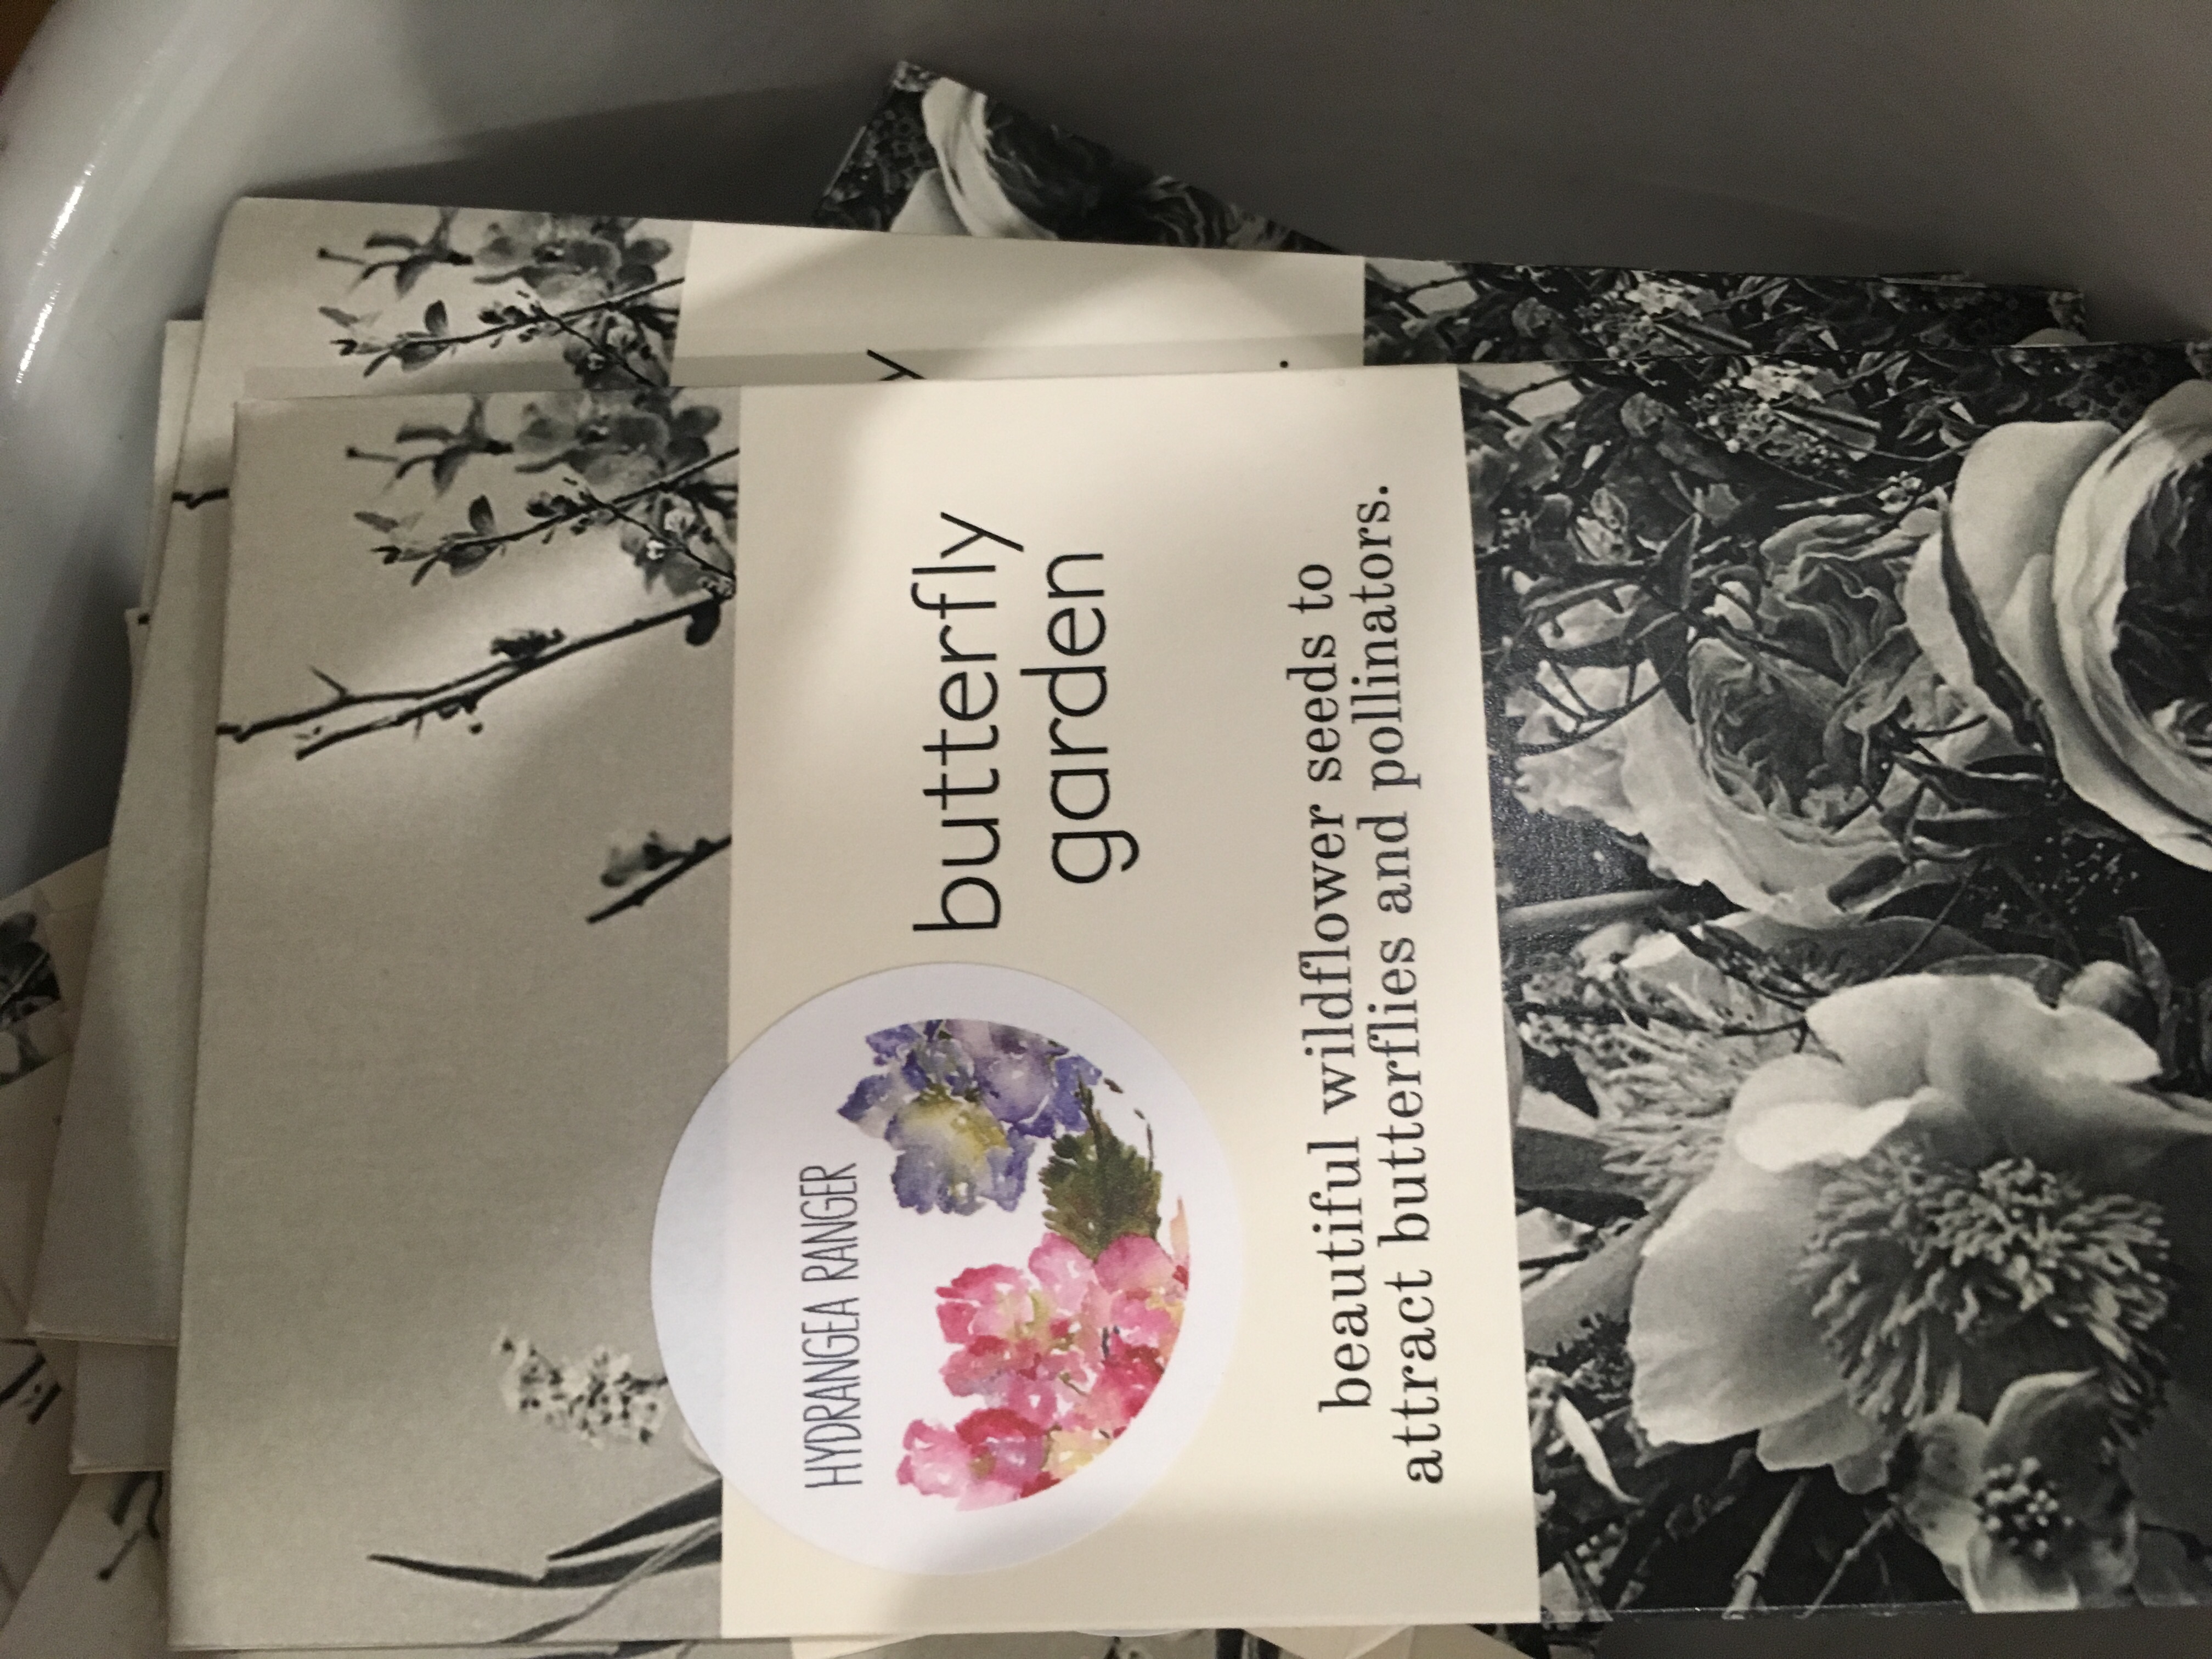 HYDRANGEA RANGER
butterfly
garden
beautiful wildflower seeds to
attract butterflies and pollinators.